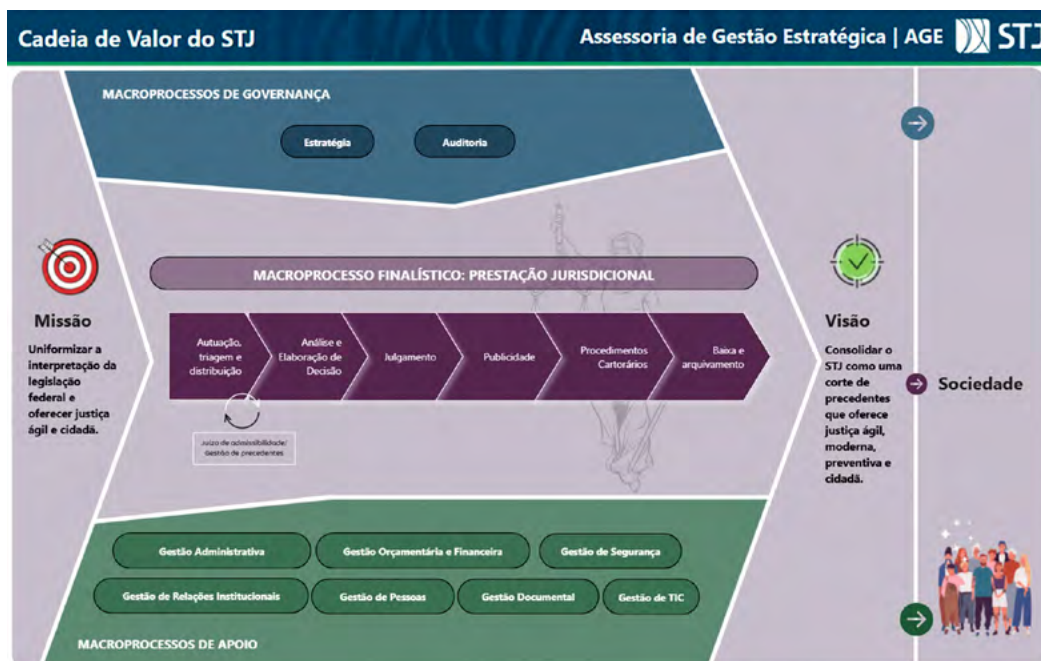 Cadeia de Valor do STJ
Assessoria de Gestão Estratégica | AGE
STJ
MACROPROCESSOS DE GOVERNANÇA
Estratégia
Auditoria
MACROPROCESSO FINALÍSTICO: PRESTAÇÃO JURISDICIONAL
Missão
Uniformizar a
interpretação da
legislação
federal e
oferecer justiça
ágil e cidadã.
Autuação,
triagem e
distribuição
Análise e
Elaboração de
Decisão
Julgamento
Publicidade
Procedimentos
Cartorários
Baixa e
arquivamento
Juízo de admissibilidade/
Gestão de precedentes
Visão
Consolidar o
STJ como uma
corte de
precedentes
que oferece
justiça ágil,
moderna,
preventiva e
cidadã.
Sociedade
Gestão Administrativa
Gestão Orçamentária e Financeira
Gestão de Segurança
Gestão de Relações Institucionais
Gestão de Pessoas
Gestão Documental
Gestão de TIC
MACROPROCESSOS DE APOIO